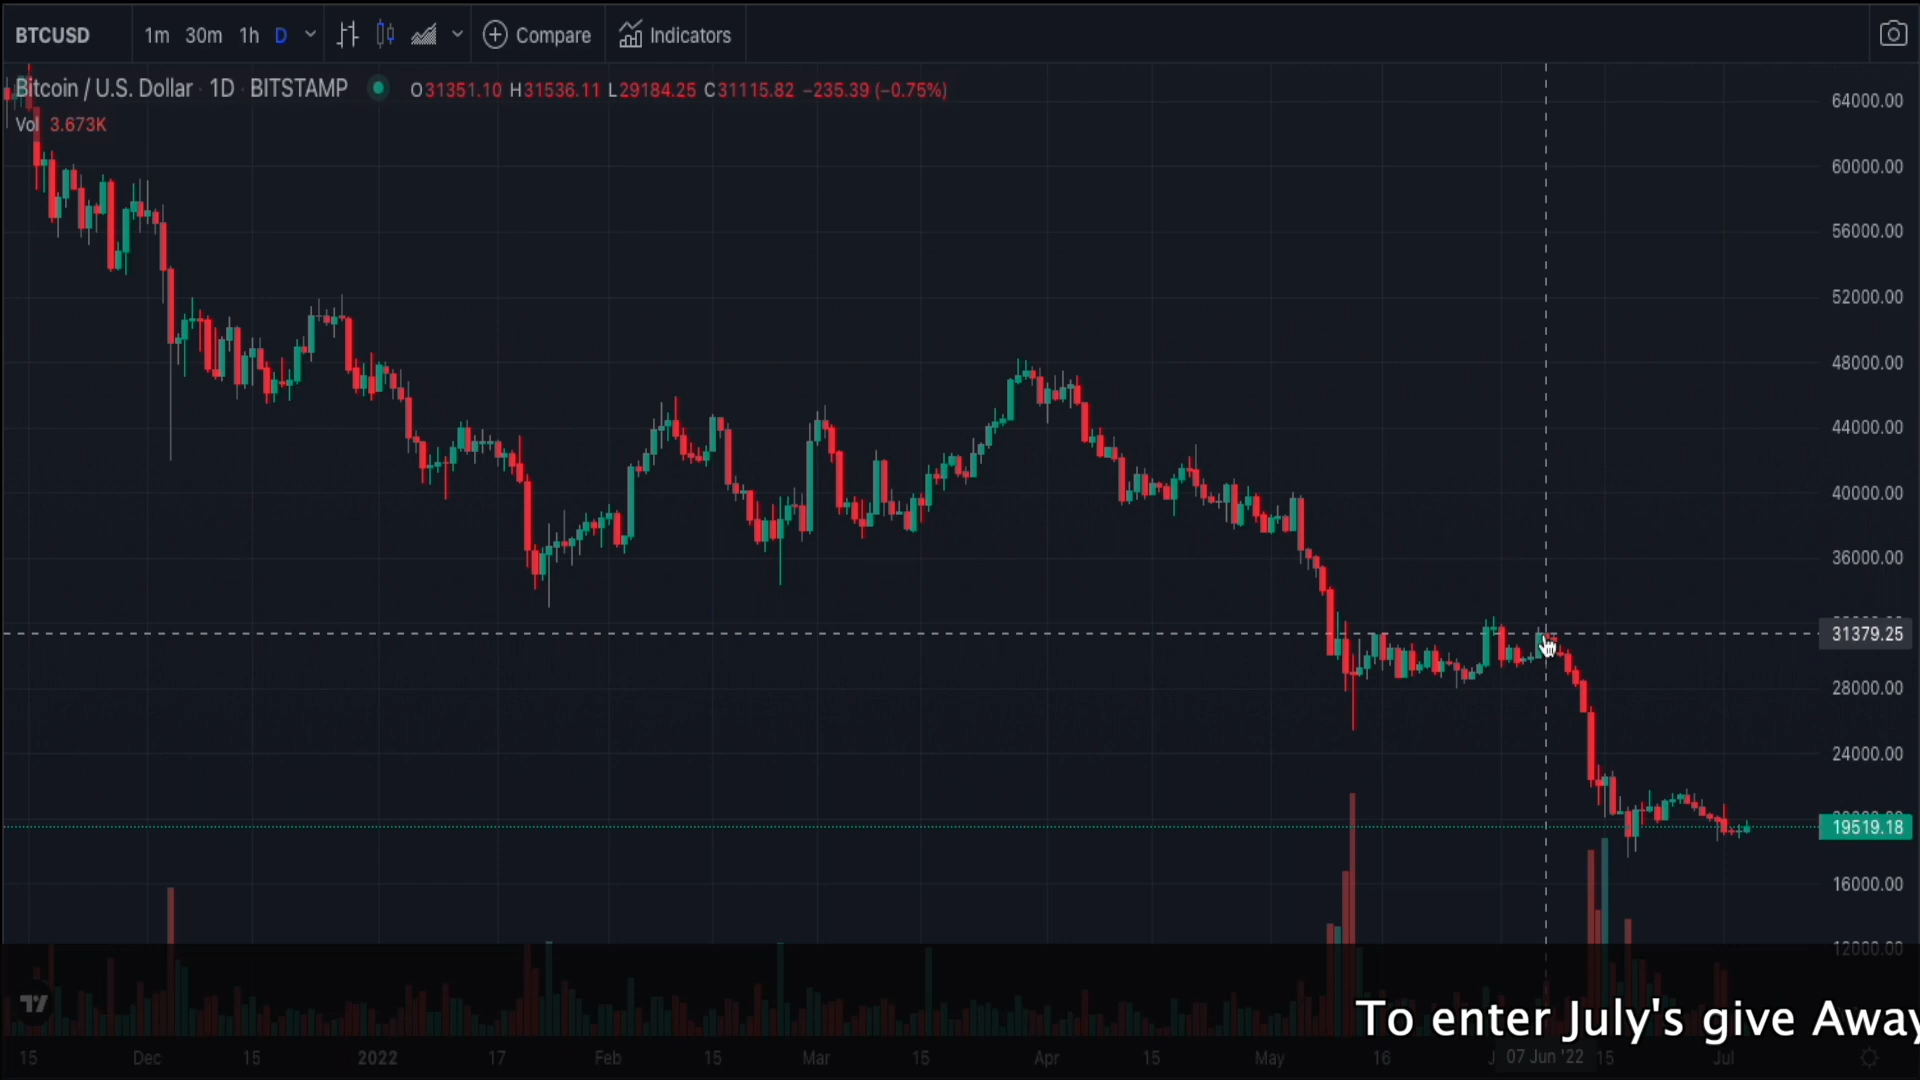 BTCUSD 1m 30m 1h D Compare Indicators
Bitcoin / U.S. Dollar · 1D · BITSTAMP O31351.10 H31536.11 L29184.25 C31115.82 −235.39 (−0.75%)
Vol 3.673K
64000.00
60000.00
56000.00
52000.00
48000.00
44000.00
40000.00
36000.00
31379.25
28000.00
24000.00
19519.18
16000.00
12000.00
To enter July's give Away
15 Dec 15 2022 17 Feb 15 Mar 15 Apr 15 May 16 07 Jun '22 15 Jul